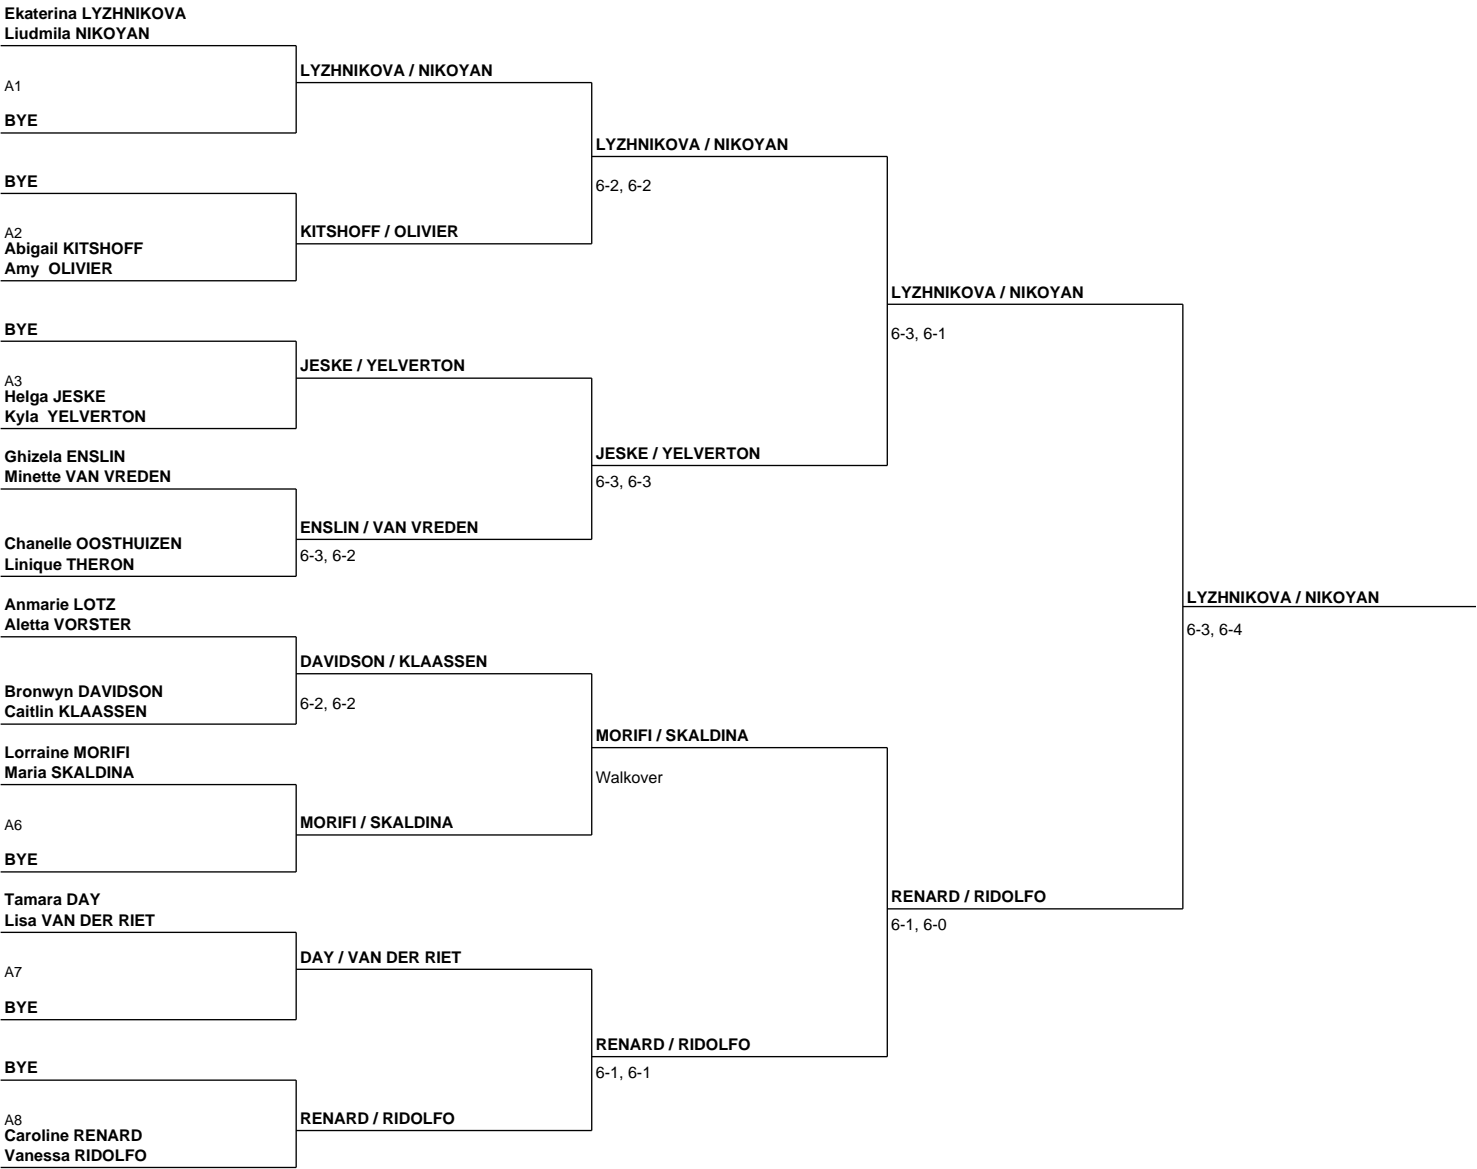 Ekaterina LYZHNIKOVA
Liudmila NIKOYAN
A1
BYE
BYE
A2
Abigail KITSHOFF
Amy OLIVIER
BYE
A3
Helga JESKE
Kyla YELVERTON
Ghizela ENSLIN
Minette VAN VREDEN
Chanelle OOSTHUIZEN
Linique THERON
Anmarie LOTZ
Aletta VORSTER
Bronwyn DAVIDSON
Caitlin KLAASSEN
Lorraine MORIFI
Maria SKALDINA
A6
BYE
Tamara DAY
Lisa VAN DER RIET
A7
BYE
BYE
A8
Caroline RENARD
Vanessa RIDOLFO
LYZHNIKOVA / NIKOYAN
KITSHOFF / OLIVIER
JESKE / YELVERTON
ENSLIN / VAN VREDEN
6-3, 6-2
DAVIDSON / KLAASSEN
6-2, 6-2
MORIFI / SKALDINA
DAY / VAN DER RIET
RENARD / RIDOLFO
LYZHNIKOVA / NIKOYAN
6-2, 6-2
JESKE / YELVERTON
6-3, 6-3
MORIFI / SKALDINA
Walkover
RENARD / RIDOLFO
6-1, 6-1
LYZHNIKOVA / NIKOYAN
6-3, 6-1
RENARD / RIDOLFO
6-1, 6-0
LYZHNIKOVA / NIKOYAN
6-3, 6-4